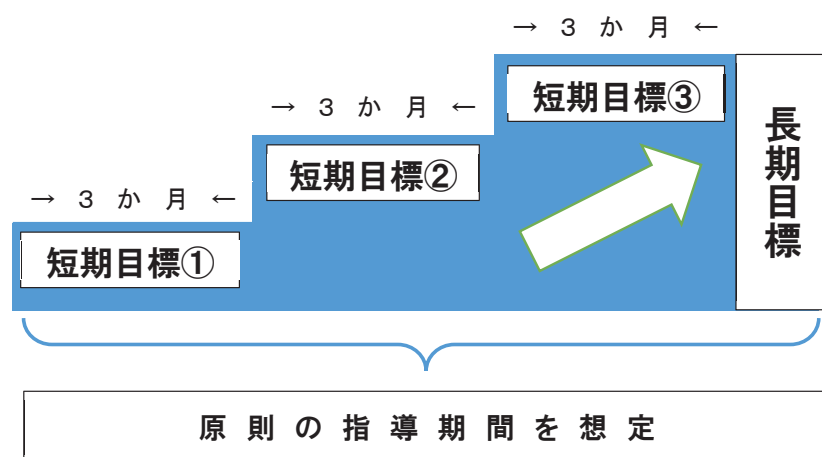 → 3 か 月 ←
短期目標①
→ 3 か 月 ←
短期目標②
→ 3 か 月 ←
短期目標③
長期目標
原則の指導期間を想定